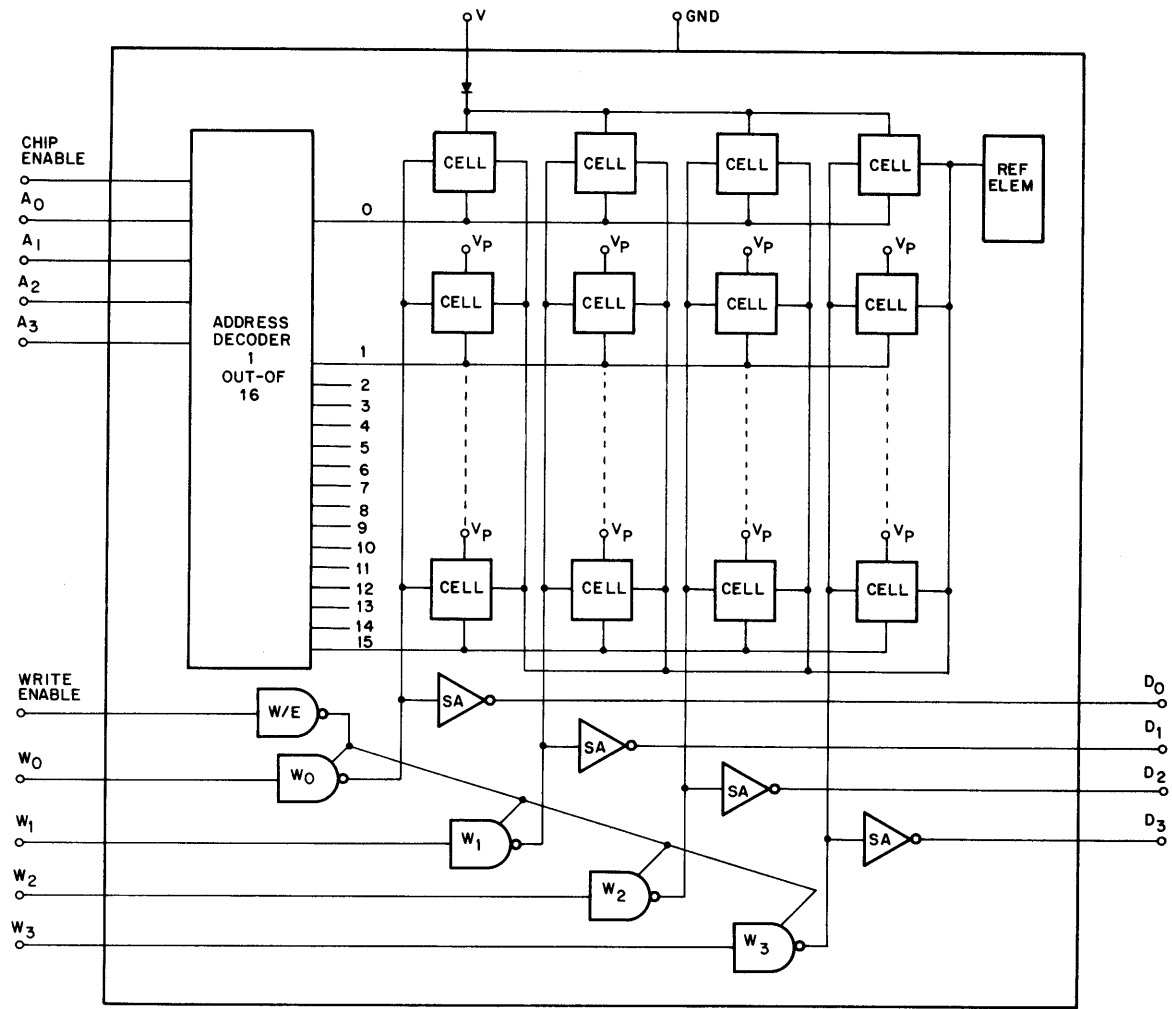 V
GND
CHIP
ENABLE
A0
A1
A2
A3
ADDRESS
DECODER
1
OUT-OF
16
0
1
2
3
4
5
6
7
8
9
10
11
12
13
14
15
CELL
CELL
CELL
CELL
REF
ELEM
VP
VP
VP
VP
CELL
CELL
CELL
CELL
VP
VP
VP
VP
CELL
CELL
CELL
CELL
WRITE
ENABLE
W/E
SA
D0
W0
W0
SA
D1
W1
W1
SA
D2
W2
W2
SA
D3
W3
W3